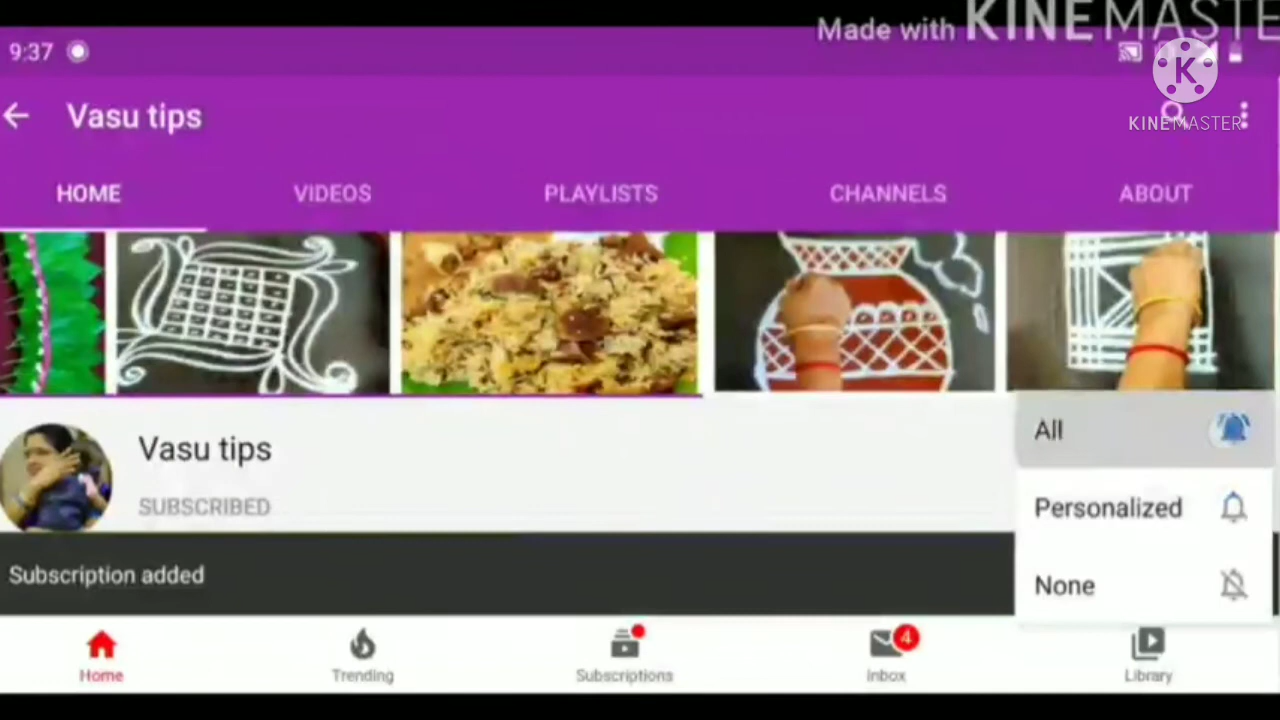 Made with KINEMASTE
9:37
K
Vasu tips
KINEMASTER
HOME VIDEOS PLAYLISTS CHANNELS ABOUT
Vasu tips
SUBSCRIBED
All
Personalized
None
Subscription added
4
Home Trending Subscriptions Inbox Library